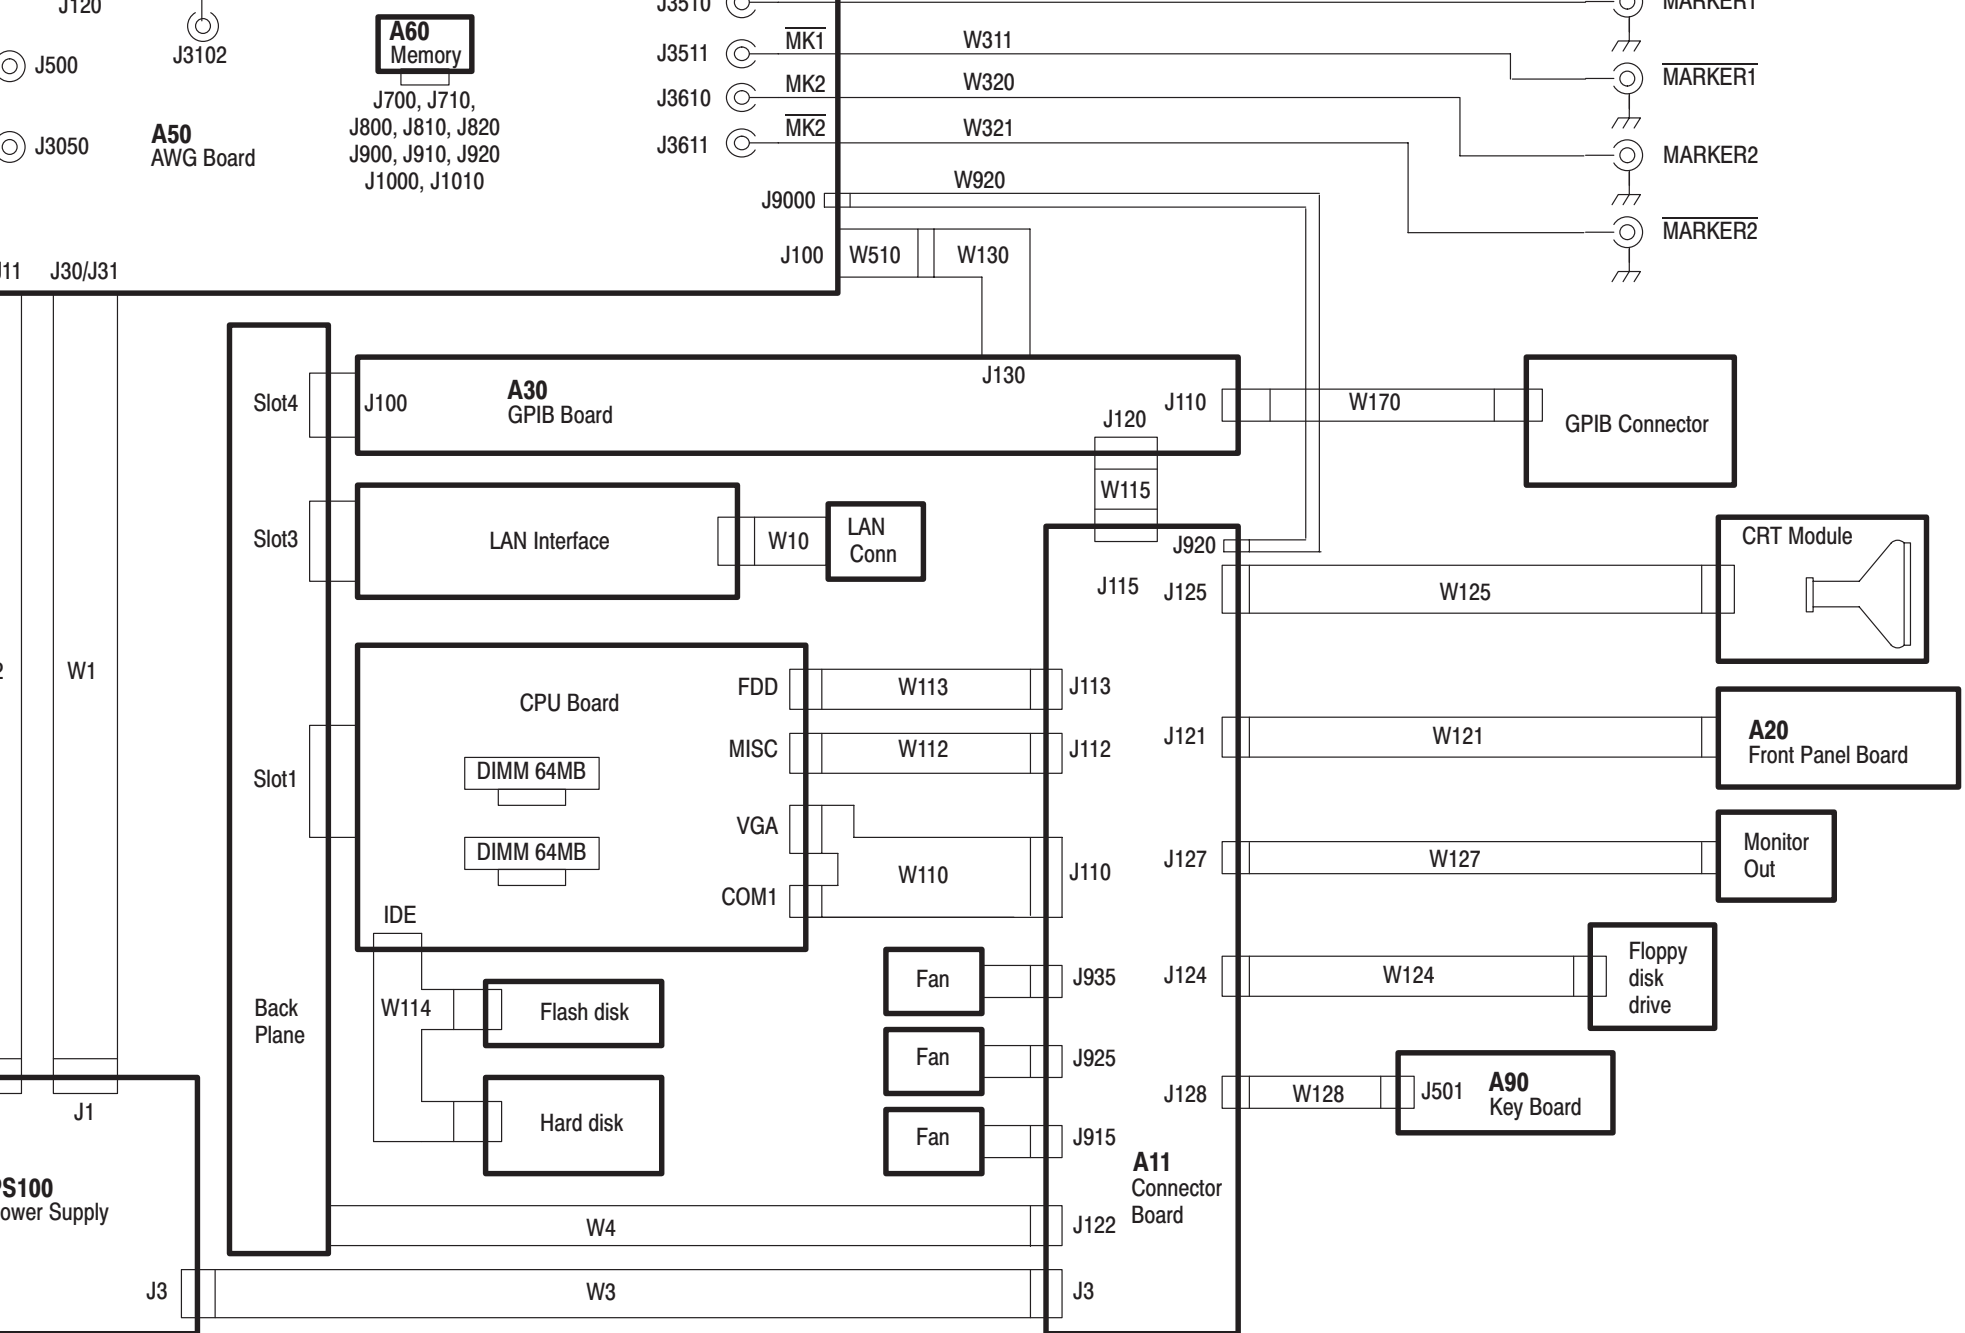 J120
J3102
J500
J3050
A50
AWG Board
A60
Memory
J700, J710,
J800, J810, J820
J900, J910, J920
J1000, J1010
J3510
J3511
MK1
W311
J3610
MK2
W320
J3611
MK2
W321
MARKER1
MARKER1
MARKER2
MARKER2
J9000
W920
J100
W510
W130
J11
J30/J31
Slot4
J100
A30
GPIB Board
J130
J110
J120
W170
GPIB Connector
W115
Slot3
LAN Interface
W10
LAN
Conn
J920
J115
J125
W125
CRT Module
2
W1
CPU Board
FDD
W113
J113
MISC
W112
J112
J121
W121
A20
Front Panel Board
Slot1
DIMM 64MB
DIMM 64MB
VGA
COM1
W110
J110
J127
W127
Monitor
Out
IDE
W114
Flash disk
Hard disk
Fan
J935
Fan
J925
Fan
J915
J124
W124
Floppy
disk
drive
J128
W128
J501
A90
Key Board
Back
Plane
J1
PS100
ower Supply
A11
Connector
Board
W4
J122
J3
W3
J3